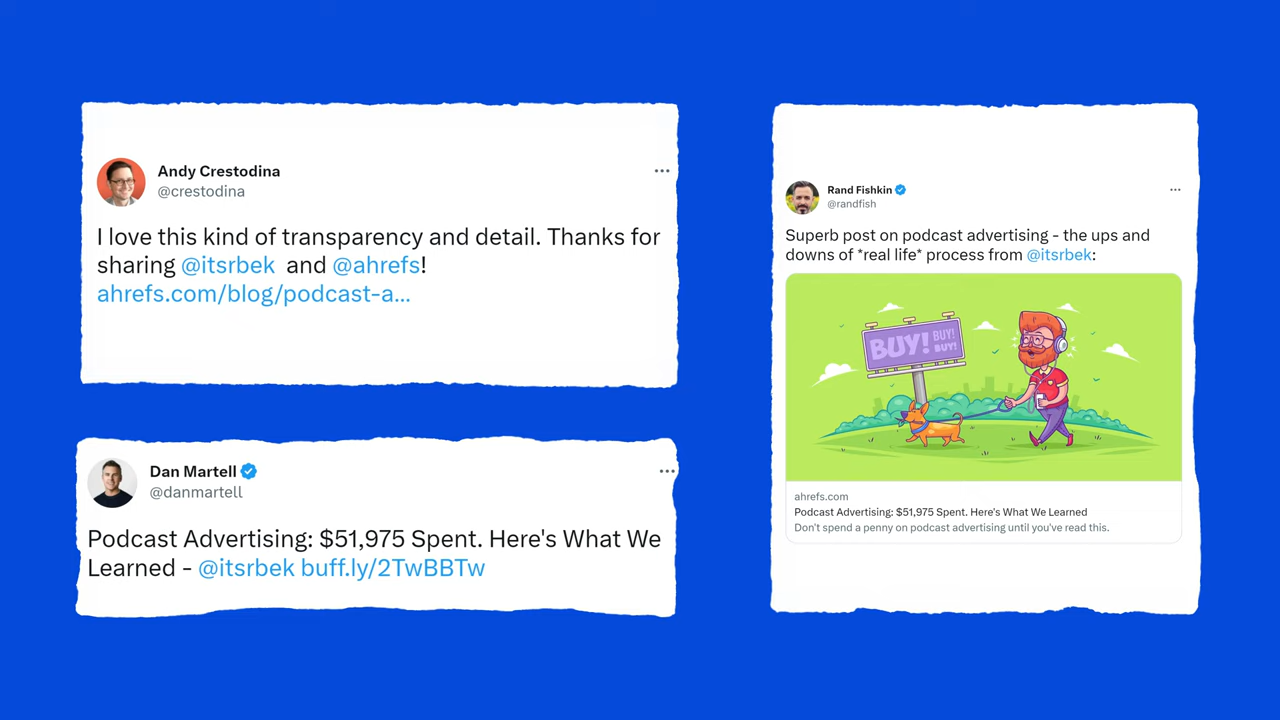 Andy Crestodina
@crestodina
I love this kind of transparency and detail. Thanks for
sharing @itsrbek and @ahrefs!
ahrefs.com/blog/podcast-a...
Dan Martell
@danmartell
Podcast Advertising: $51,975 Spent. Here's What We
Learned - @itsrbek buff.ly/2TwBBTw
Rand Fishkin
@randfish
Superb post on podcast advertising - the ups and
downs of *real life* process from @itsrbek:
BUY! BUY!
BUY!
ahrefs.com
Podcast Advertising: $51,975 Spent. Here's What We Learned
Don't spend a penny on podcast advertising until you've read this.